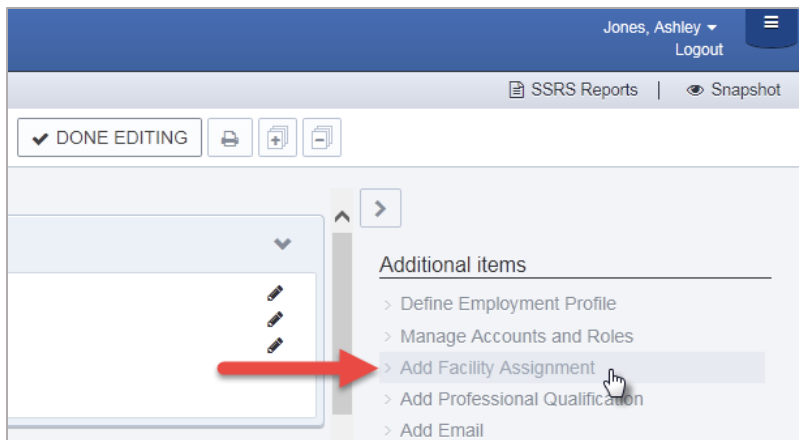 Jones, Ashley
Logout
SSRS Reports | Snapshot
DONE EDITING
Additional items
Define Employment Profile
Manage Accounts and Roles
Add Facility Assignment
Add Professional Qualification
Add Email